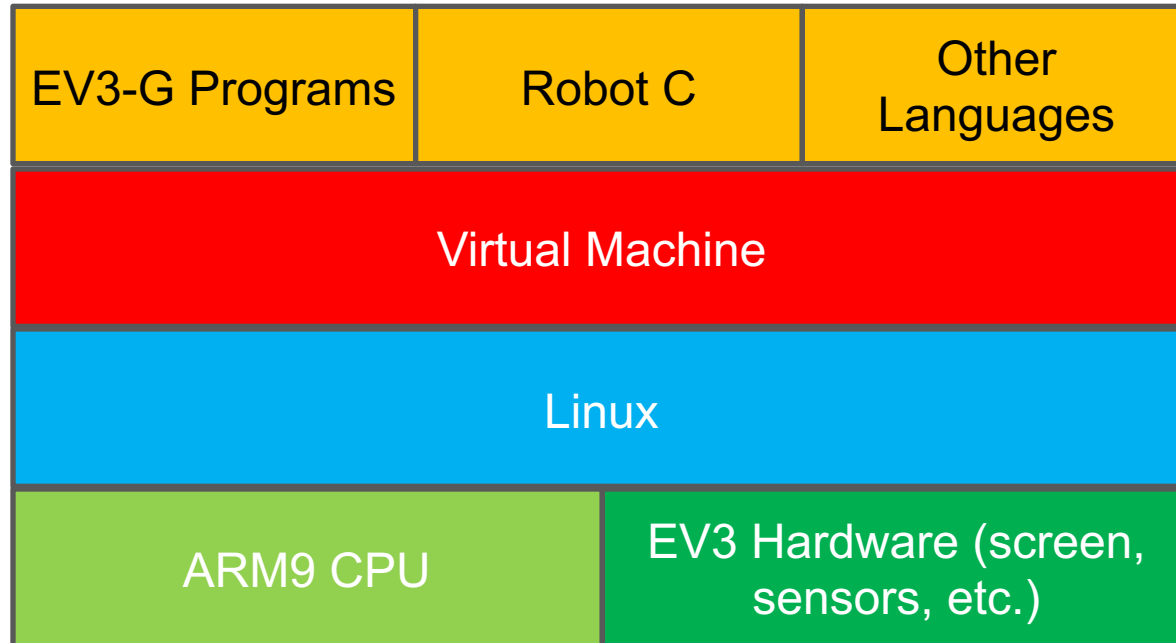 EV3-G Programs
Robot C
Other
Languages
Virtual Machine
Linux
ARM9 CPU
EV3 Hardware (screen,
sensors, etc.)